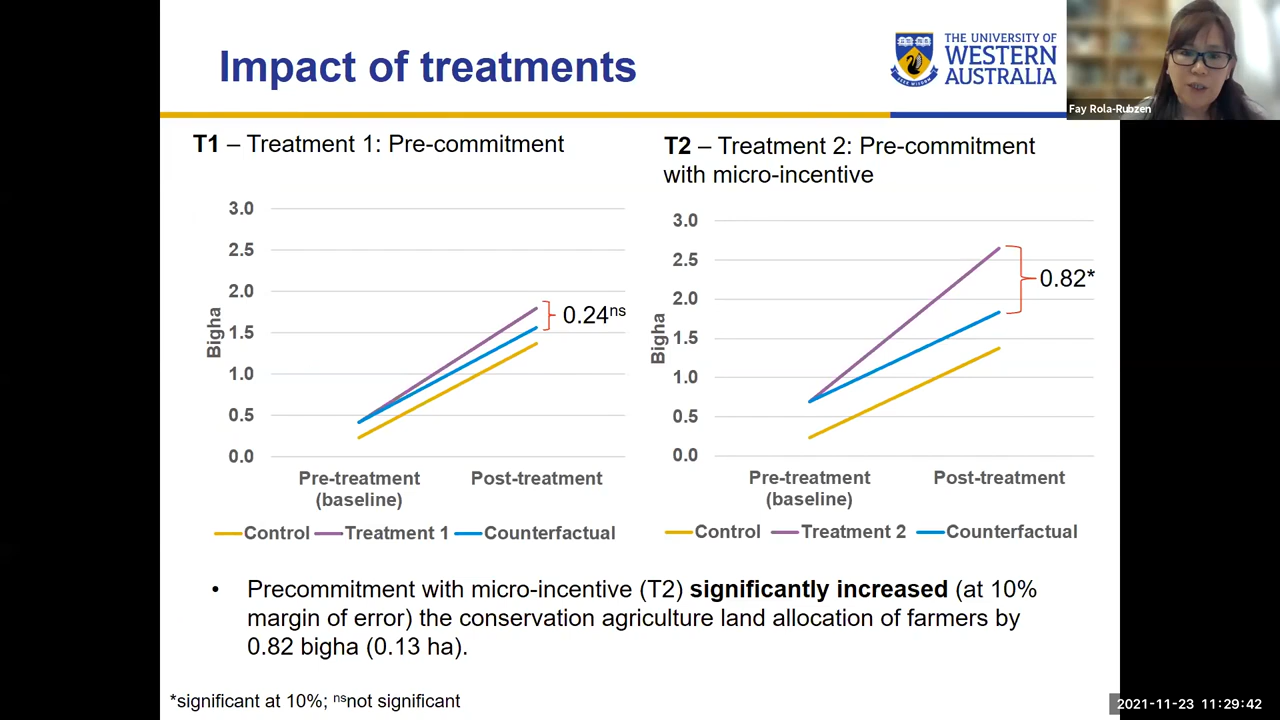 Impact of treatments
THE UNIVERSITY OF
WESTERN
AUSTRALIA
Fay Rola-Rubzen
T1 – Treatment 1: Pre-commitment
3.0
2.5
2.0
1.5
1.0
0.5
0.0
Bigha
0.24ns
Pre-treatment
(baseline)
Post-treatment
Control Treatment 1 Counterfactual
T2 – Treatment 2: Pre-commitment
with micro-incentive
3.0
2.5
2.0
1.5
1.0
0.5
0.0
Bigha
0.82*
Pre-treatment
(baseline)
Post-treatment
Control Treatment 2 Counterfactual
• Precommitment with micro-incentive (T2) significantly increased (at 10%
margin of error) the conservation agriculture land allocation of farmers by
0.82 bigha (0.13 ha).
*significant at 10%; nsnot significant
2021-11-23 11:29:42